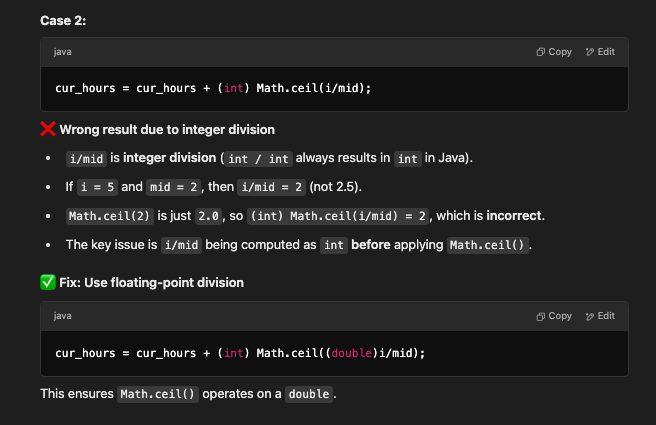 Case 2:
java
Copy Edit
cur_hours = cur_hours + (int) Math.ceil(i/mid);
❌ Wrong result due to integer division
• i/mid is integer division ( int / int always results in int in Java).
• If i = 5 and mid = 2 , then i/mid = 2 (not 2.5).
• Math.ceil(2) is just 2.0 , so (int) Math.ceil(i/mid) = 2 , which is incorrect.
• The key issue is i/mid being computed as int before applying Math.ceil() .
✅ Fix: Use floating-point division
java
Copy Edit
cur_hours = cur_hours + (int) Math.ceil((double)i/mid);
This ensures Math.ceil() operates on a double .